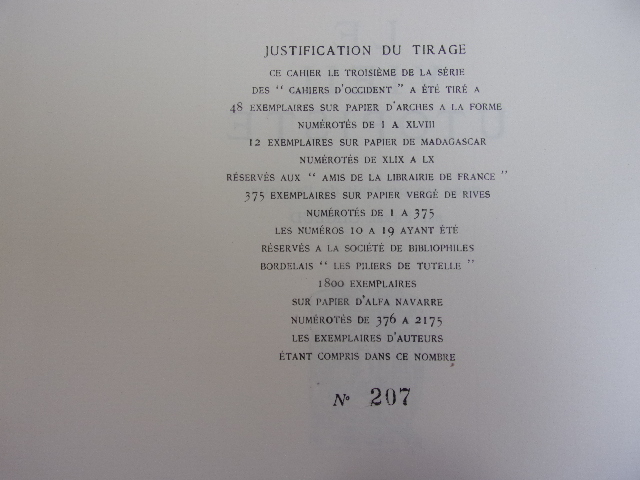 JUSTIFICATION DU TIRAGE
CE CAHIER LE TROISIÈME DE LA SÉRIE
DES " CAHIERS D'OCCIDENT " A ÉTÉ TIRÉ A
48 EXEMPLAIRES SUR PAPIER D'ARCHES A LA FORME
NUMÉROTÉS DE I A XLVIII
12 EXEMPLAIRES SUR PAPIER DE MADAGASCAR
NUMÉROTÉS DE XLIX A LX
RÉSERVÉS AUX " AMIS DE LA LIBRAIRIE DE FRANCE "
375 EXEMPLAIRES SUR PAPIER VERGÉ DE RIVES
NUMÉROTÉS DE 1 A 375
LES NUMÉROS 10 A 19 AYANT ÉTÉ
RÉSERVÉS A LA SOCIÉTÉ DE BIBLIOPHILES
BORDELAIS " LES PILIERS DE TUTELLE "
1800 EXEMPLAIRES
SUR PAPIER D'ALFA NAVARRE
NUMÉROTÉS DE 376 A 2175
LES EXEMPLAIRES D'AUTEURS
ÉTANT COMPRIS DANS CE NOMBRE
Nº 207